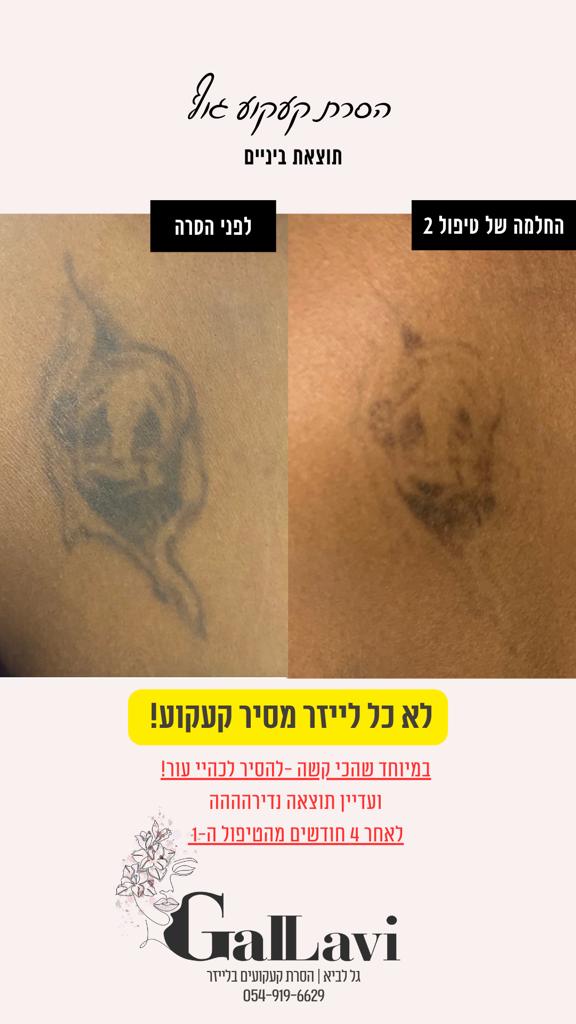 הסרת קעקוע גוף
תוצאת ביניים
החלמה של טיפול 2
לפני הסרה
לא כל לייזר מסיר קעקוע!
במיוחד שהכי קשה -להסיר לכהיי עור!
ועדיין תוצאה נדירהההה
לאחר 4 חודשים מהטיפול ה-1
GalLavi
גל לביא | הסרת קעקועים בלייזר
054-919-6629